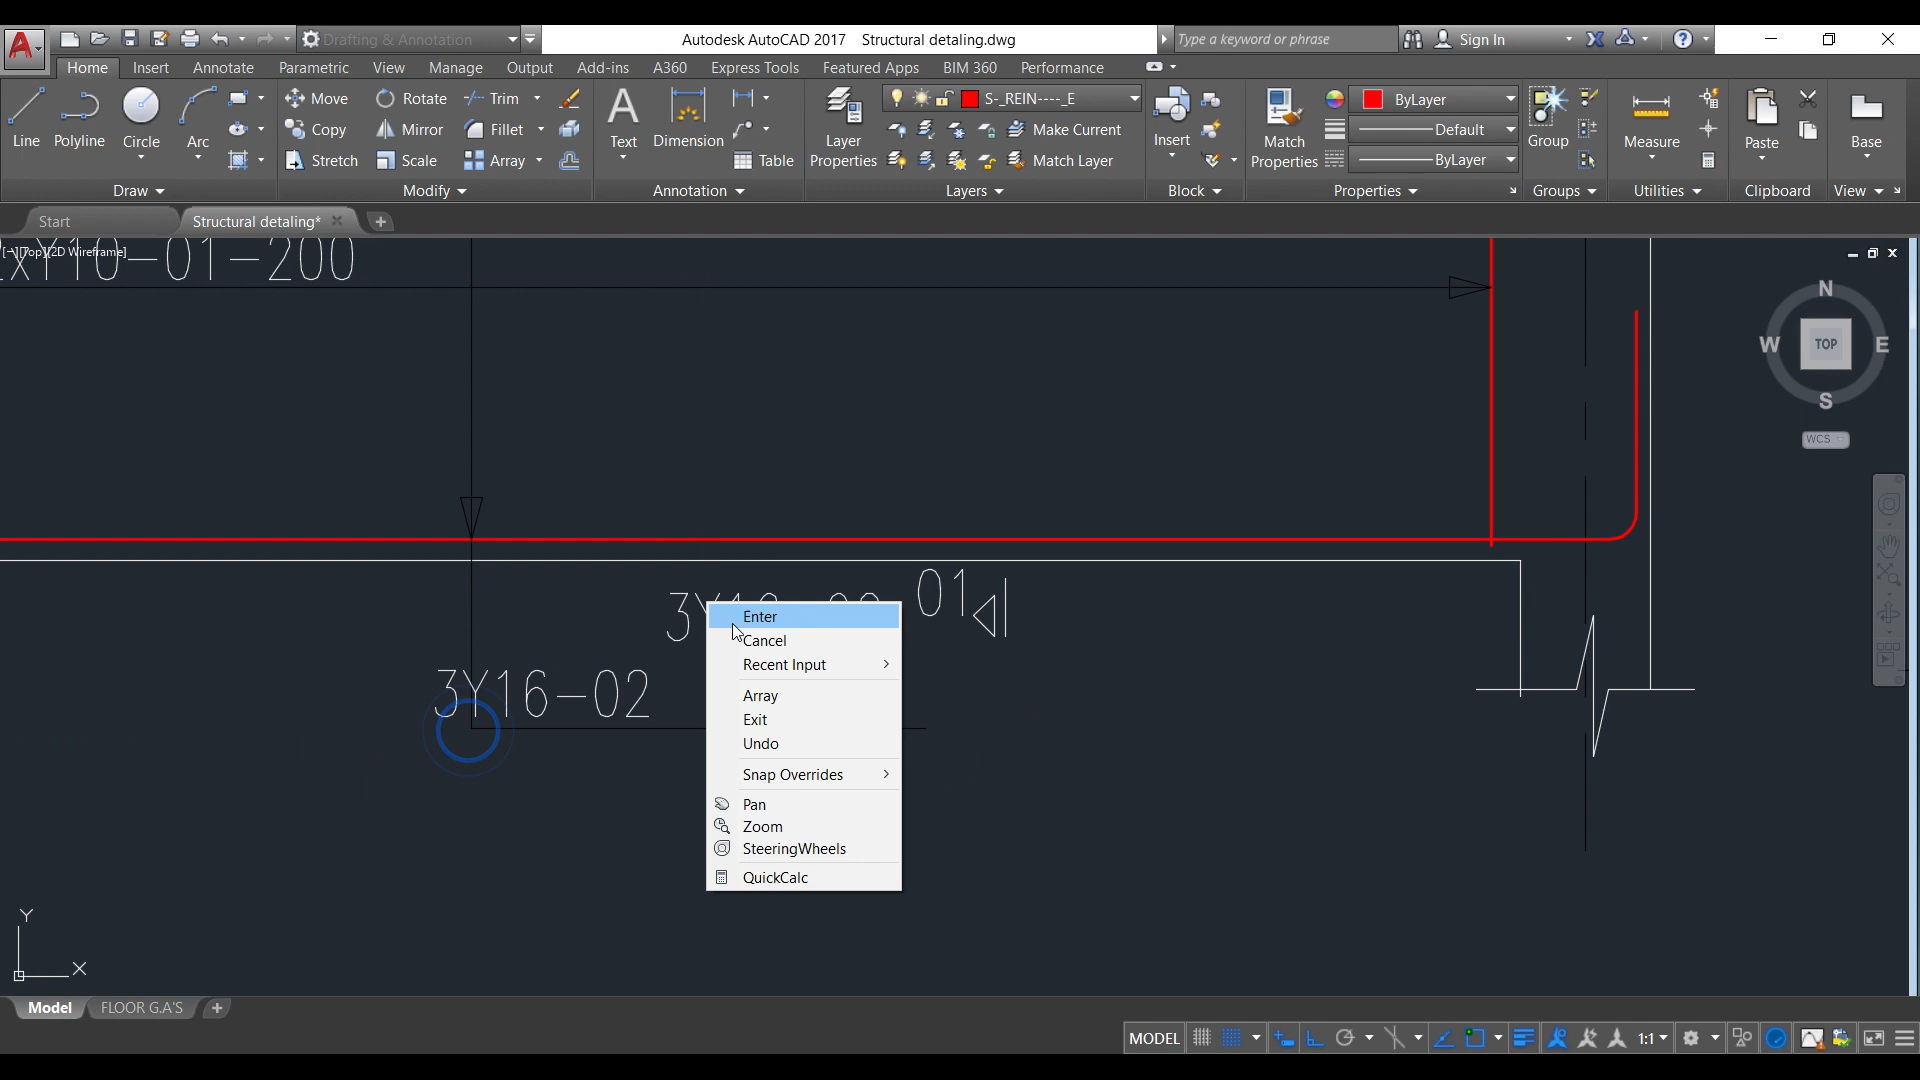 Drafting & Annotation
Autodesk AutoCAD 2017 Structural detaling.dwg
Type a keyword or phrase
Sign In
Home Insert Annotate Parametric View Manage Output Add-ins A360 Express Tools Featured Apps BIM 360 Performance
Line Polyline Circle Arc
Move Rotate Trim
Copy Mirror Fillet
Stretch Scale Array
Text Dimension Table
Layer Properties
S-_REIN----_E
Make Current
Match Layer
Insert
Match Properties
ByLayer
Default
ByLayer
Group
Measure
Paste
Base
Draw Modify Annotation Layers Block Properties Groups Utilities Clipboard View
Start Structural detaling*
[−][Top][2D Wireframe]
Y10-01-200
N
W TOP E
S
WCS
01
3Y16-02
Enter
Cancel
Recent Input
Array
Exit
Undo
Snap Overrides
Pan
Zoom
SteeringWheels
QuickCalc
Y
X
Model FLOOR G.A'S
MODEL 1:1